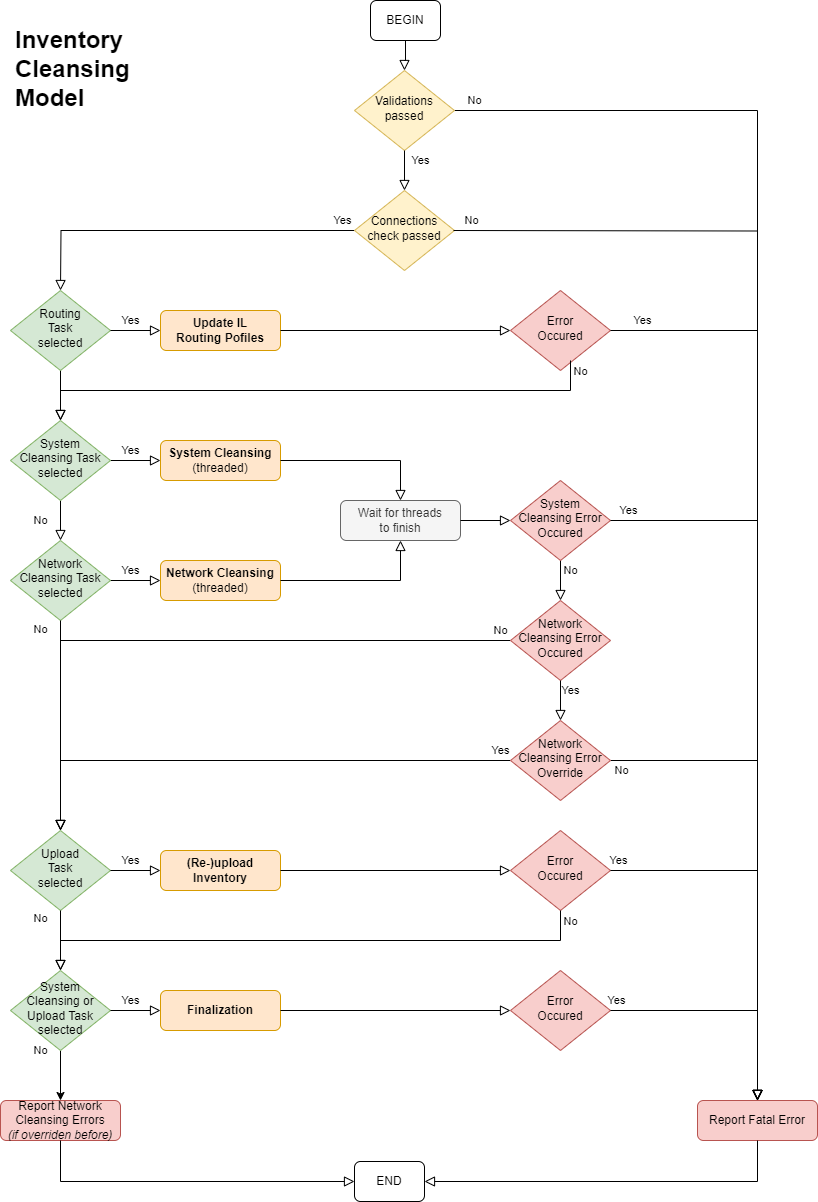 BEGIN
Inventory
Cleansing
Model
Validations
passed
No
Yes
Connections
check passed
Yes
No
Routing
Task
selected
Yes
Update IL
Routing Pofiles
Error
Occured
Yes
No
System
Cleansing Task
selected
Yes
System Cleansing
(threaded)
No
Wait for threads
to finish
System
Cleansing Error
Occured
Yes
No
Network
Cleansing Task
selected
Yes
Network Cleansing
(threaded)
No
Network
Cleansing Error
Occured
No
Yes
Network
Cleansing Error
Override
Yes
No
Upload
Task
selected
Yes
(Re-)upload
Inventory
Error
Occured
Yes
No
No
System
Cleansing or
Upload Task
selected
Yes
Finalization
Error
Occured
Yes
No
Report Network
Cleansing Errors
(if overriden before)
Report Fatal Error
END